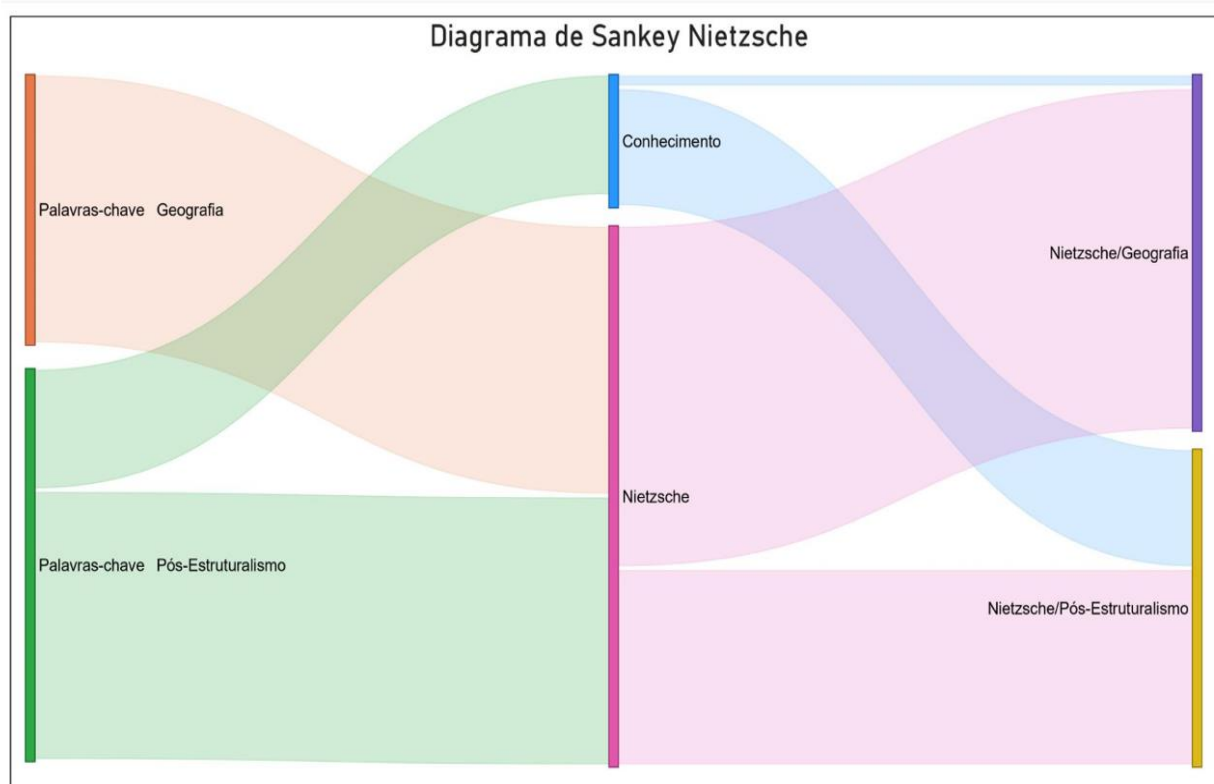 Diagrama de Sankey Nietzsche
Conhecimento
Palavras-chave Geografia
Nietzsche/Geografia
Nietzsche
Palavras-chave Pós-Estruturalismo
Nietzsche/Pós-Estruturalismo